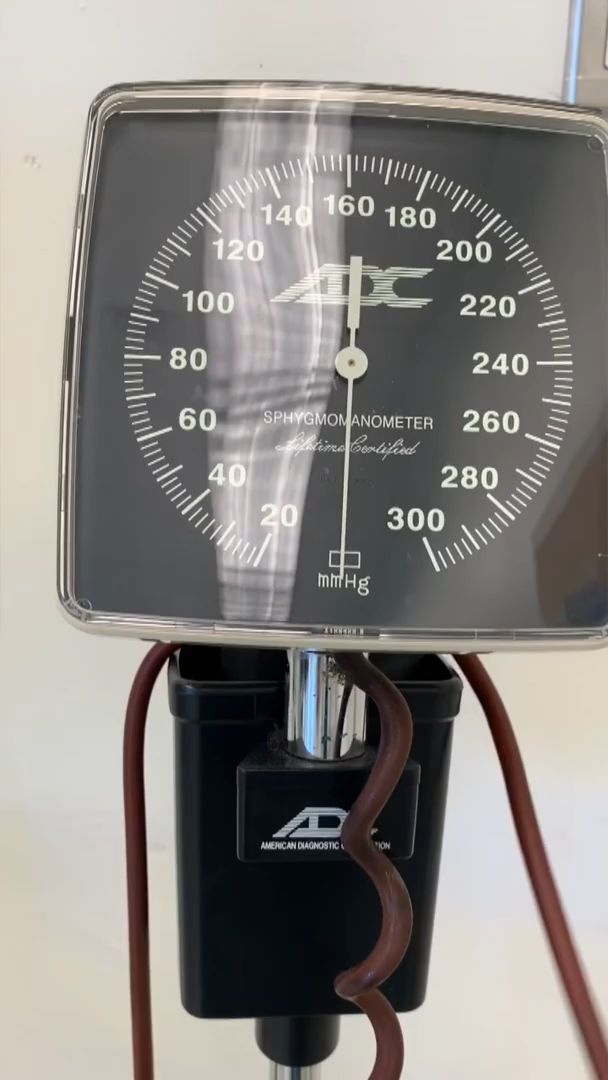 140 160 180
120 200
ADC
100 220
80 240
60 SPHYGMOMANOMETER 260
Lifetime Certified
40 280
20 300
mmHg
ADC
AMERICAN DIAGNOSTIC